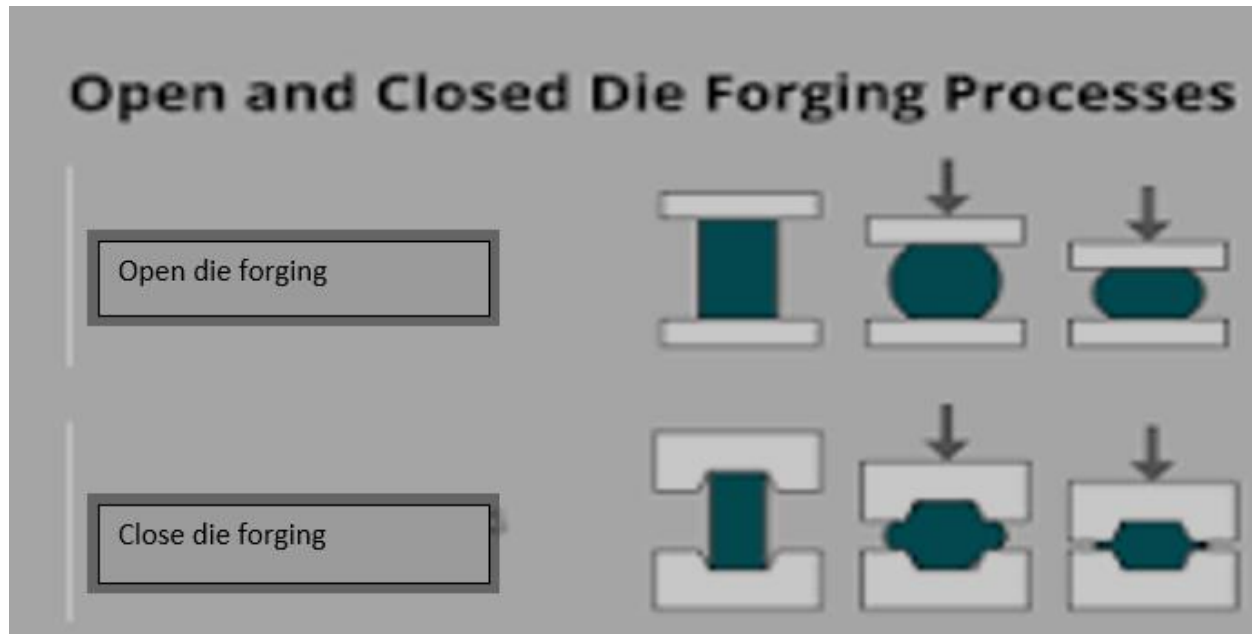 Open and Closed Die Forging Processes
Open die forging
Close die forging